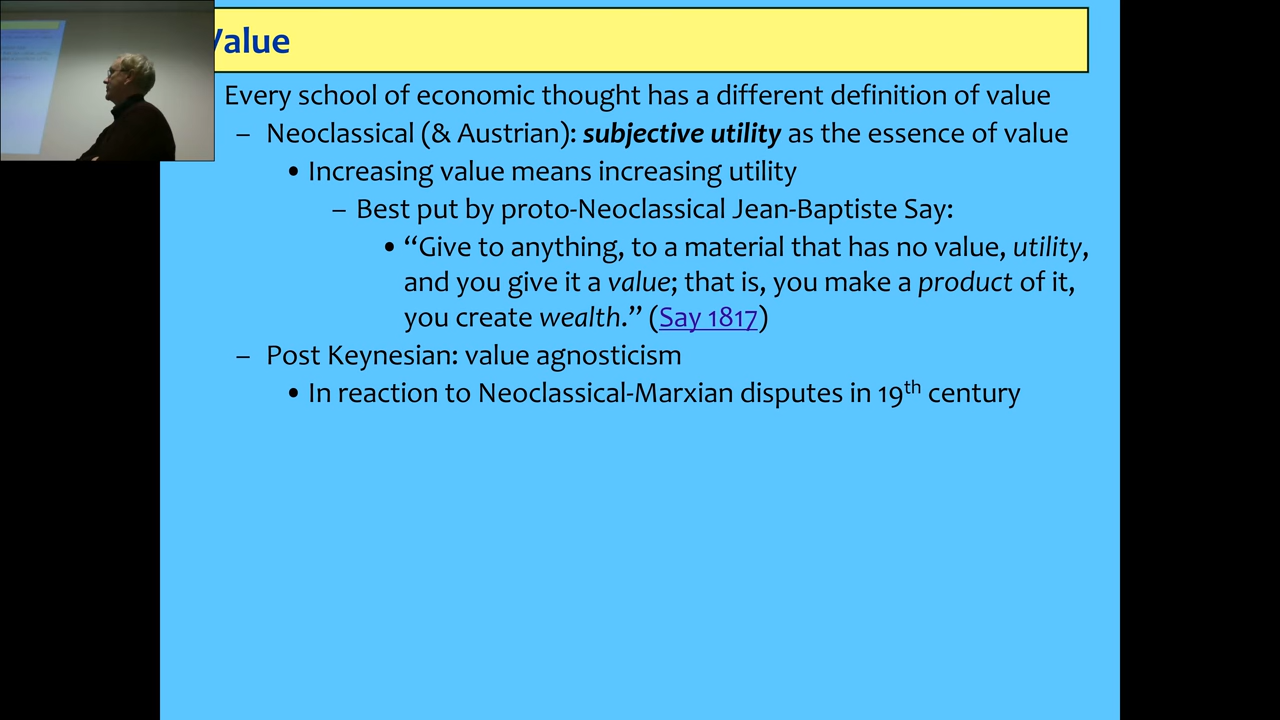 Value
Every school of economic thought has a different definition of value
– Neoclassical (& Austrian): subjective utility as the essence of value
• Increasing value means increasing utility
– Best put by proto-Neoclassical Jean-Baptiste Say:
• “Give to anything, to a material that has no value, utility,
and you give it a value; that is, you make a product of it,
you create wealth.” (Say 1817)
– Post Keynesian: value agnosticism
• In reaction to Neoclassical-Marxian disputes in 19th century